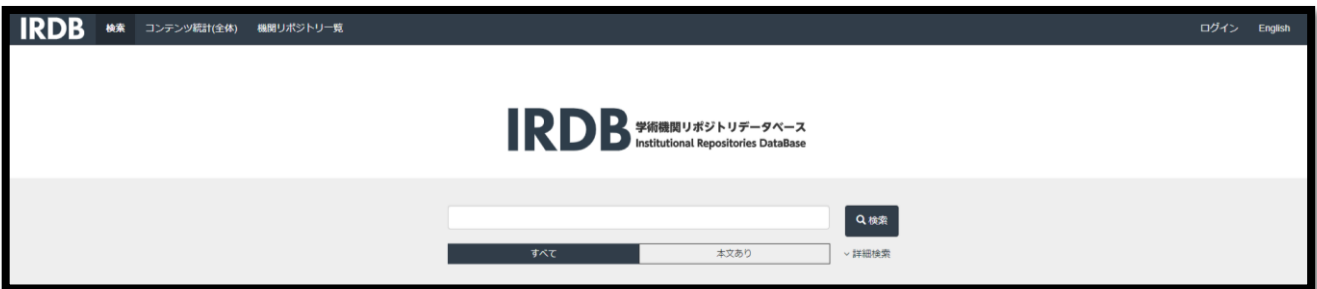 IRDB 検索 コンテンツ統計(全体) 機関リポジトリ一覧 ログイン English
IRDB 学術機関リポジトリデータベース
Institutional Repositories DataBase
検索
すべて 本文あり 詳細検索